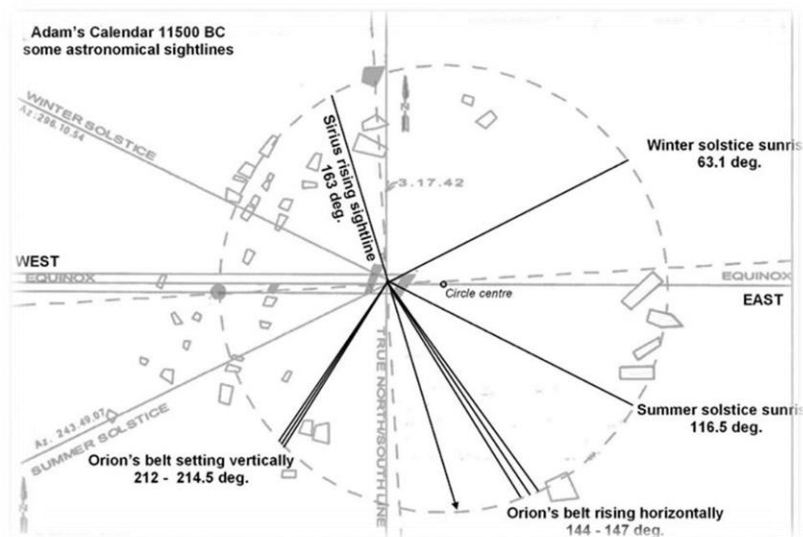 Adam's Calendar 11500 BC
some astronomical sightlines
WINTER SOLSTICE
Az:296.10.54
Sirius rising sightline
163 deg.
N
3.17.42
Winter solstice sunris
63.1 deg.
WEST
EQUINOX
Circle centre
EQUINOX
EAST
TRUE NORTH/SOUTH LINE
Az. 243.49.07
SUMMER SOLSTICE
Summer solstice sunris
116.5 deg.
Orion's belt setting vertically
212 - 214.5 deg.
Orion's belt rising horizontally
144 - 147 deg.
N